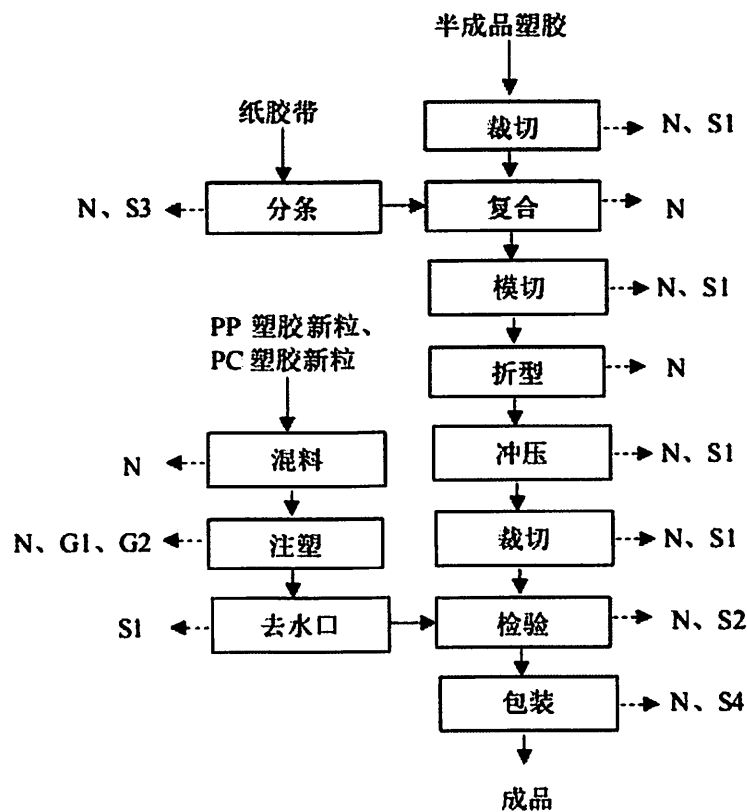 半成品塑胶
裁切
N、S1
纸胶带
N、S3
分条
复合
N
模切
N、S1
PP 塑胶新粒、
PC 塑胶新粒
折型
N
N
混料
冲压
N、S1
N、G1、G2
注塑
裁切
N、S1
S1
去水口
检验
N、S2
包装
N、S4
成品